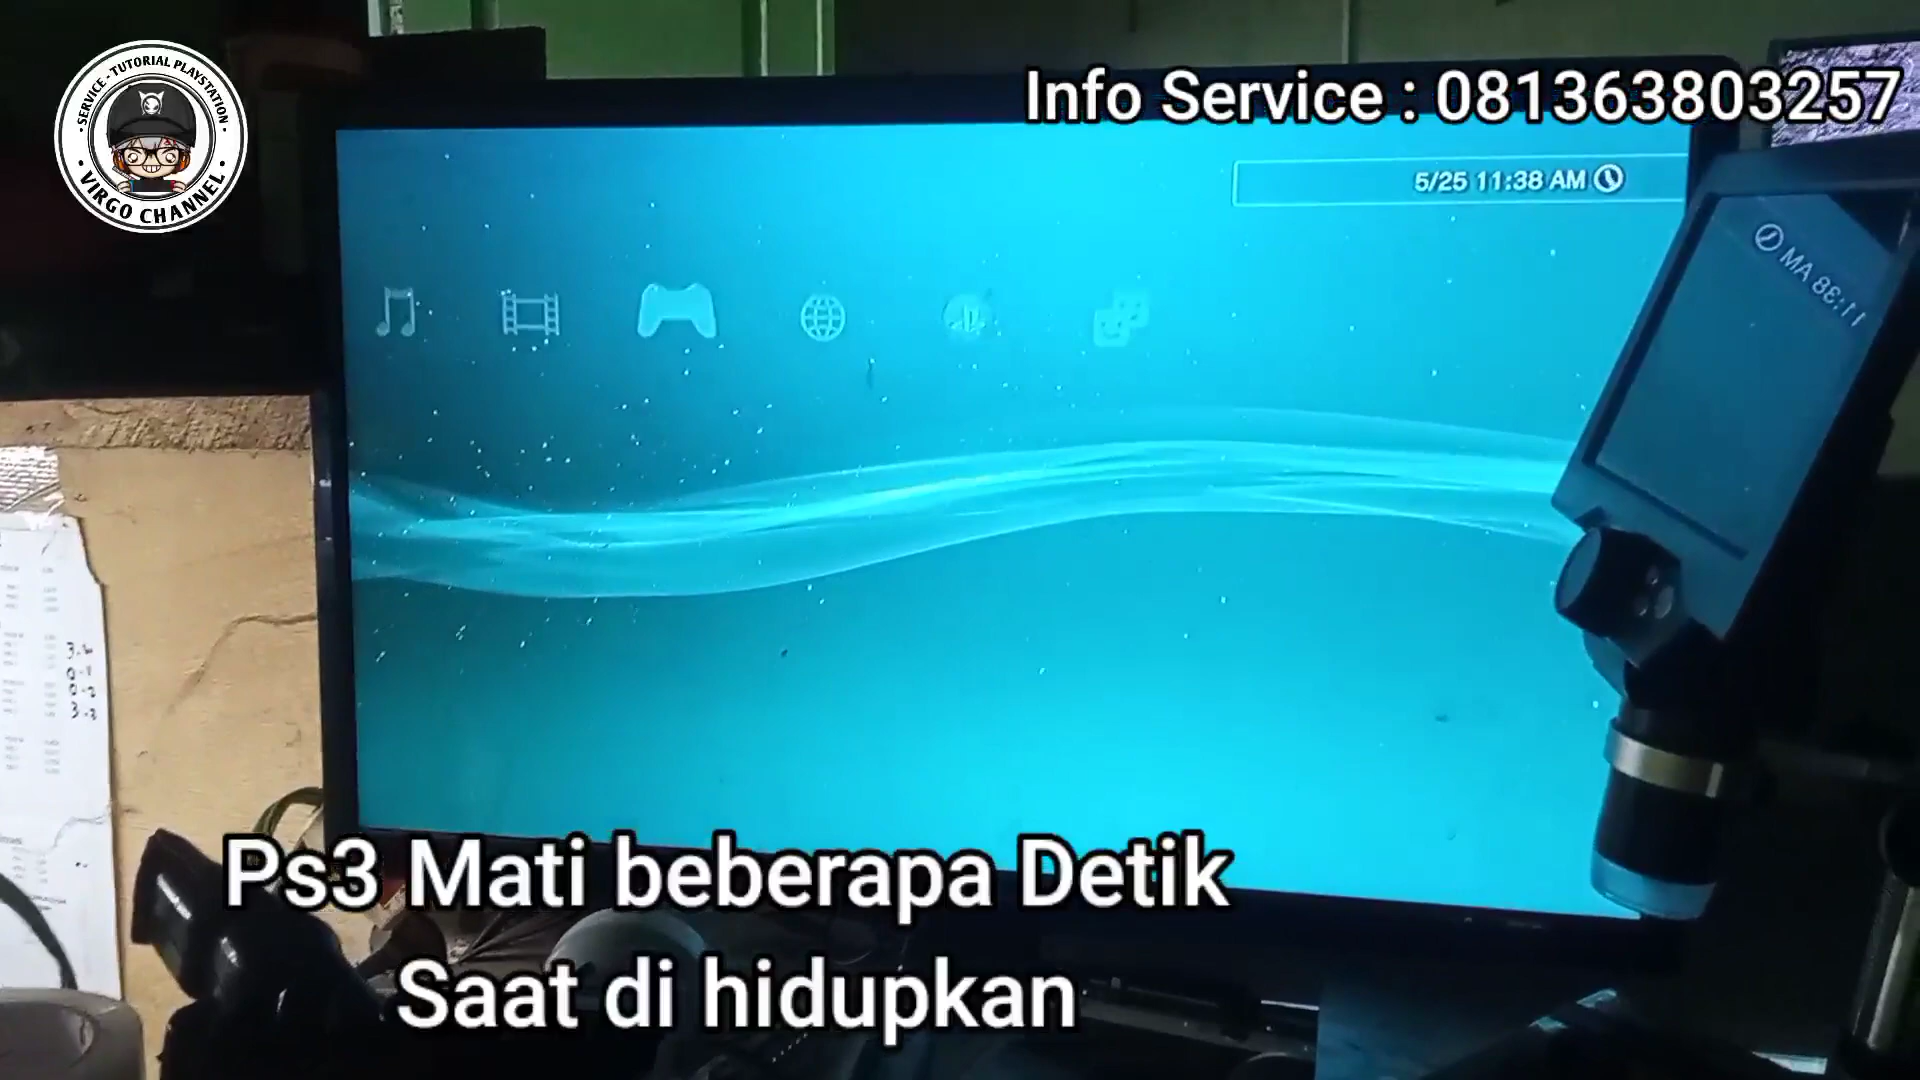 SERVICE - TUTORIAL PLAYSTATION
VIRGO CHANNEL
Info Service : 081363803257
5/25 11:38 AM
11:38 AM
Ps3 Mati beberapa Detik
Saat di hidupkan